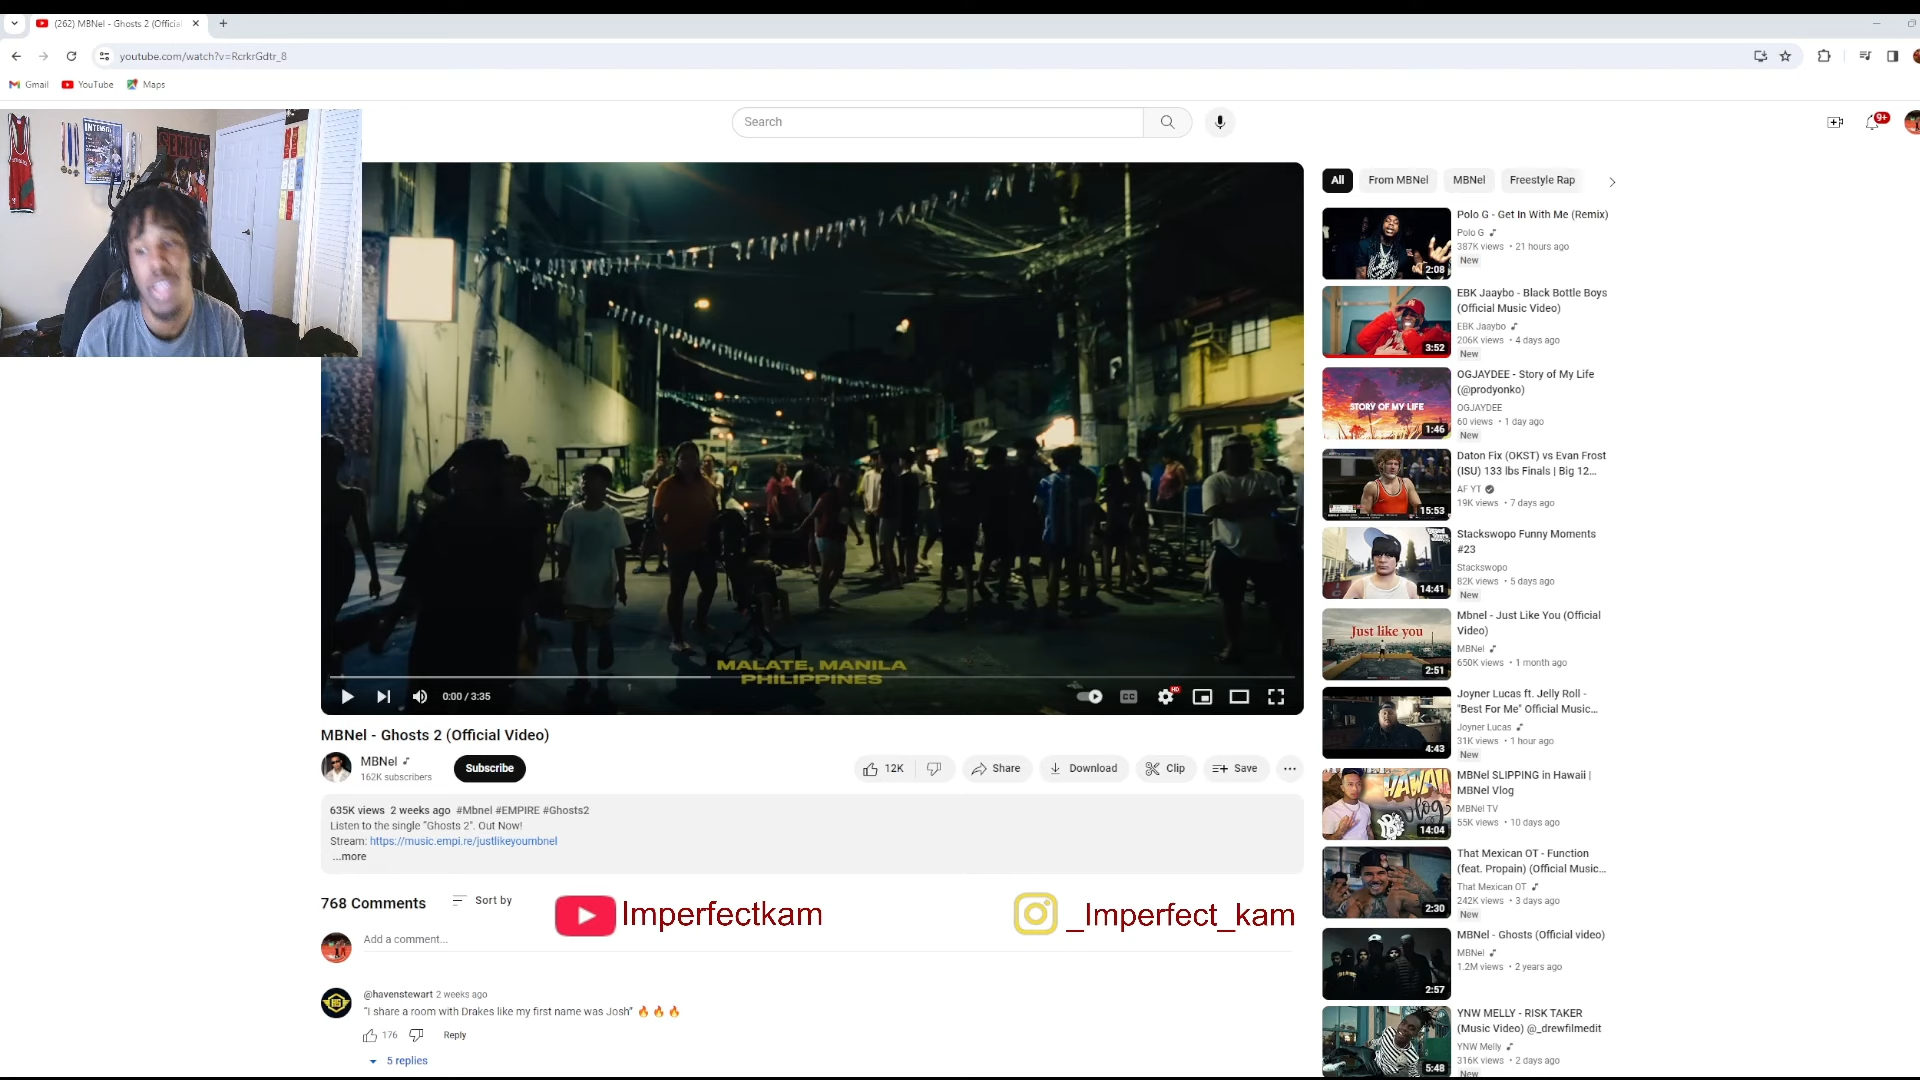 (262) MBNel - Ghosts 2 (Official
youtube.com/watch?v=RcrkrGdtr_8
Gmail
YouTube
Maps
INTENSITY
SENIOR
Search
9+
MALATE, MANILA
PHILIPPINES
0:00 / 3:35
CC
HD
MBNel - Ghosts 2 (Official Video)
MBNel
162K subscribers
Subscribe
12K
Share
Download
Clip
Save
635K views 2 weeks ago #Mbnel #EMPIRE #Ghosts2
Listen to the single "Ghosts 2". Out Now!
Stream: https://music.empi.re/justlikeyoumbnel
...more
768 Comments
Sort by
Imperfectkam
_Imperfect_kam
Add a comment...
@havenstewart 2 weeks ago
"I share a room with Drakes like my first name was Josh" 🔥 🔥 🔥
176
Reply
5 replies
All
From MBNel
MBNel
Freestyle Rap
Polo G - Get In With Me (Remix)
Polo G
387K views • 21 hours ago
New
2:08
EBK Jaaybo - Black Bottle Boys
(Official Music Video)
EBK Jaaybo
206K views • 4 days ago
New
3:52
OGJAYDEE - Story of My Life
(@prodyonko)
OGJAYDEE
60 views • 1 day ago
New
STORY OF MY LIFE
1:46
Daton Fix (OKST) vs Evan Frost
(ISU) 133 lbs Finals | Big 12...
AF YT
19K views • 7 days ago
15:53
Stackswopo Funny Moments
#23
Stackswopo
82K views • 5 days ago
New
14:41
Mbnel - Just Like You (Official
Video)
MBNel
650K views • 1 month ago
Just like you
2:51
Joyner Lucas ft. Jelly Roll -
"Best For Me" Official Music...
Joyner Lucas
31K views • 1 hour ago
New
4:43
MBNel SLIPPING in Hawaii |
MBNel Vlog
MBNel TV
55K views • 10 days ago
HAWAII
Vlog
14:04
That Mexican OT - Function
(feat. Propain) (Official Music...
That Mexican OT
242K views • 3 days ago
New
2:30
MBNel - Ghosts (Official video)
MBNel
1.2M views • 2 years ago
2:57
YNW MELLY - RISK TAKER
(Music Video) @_drewfilmedit
YNW Melly
316K views • 2 days ago
New
5:48